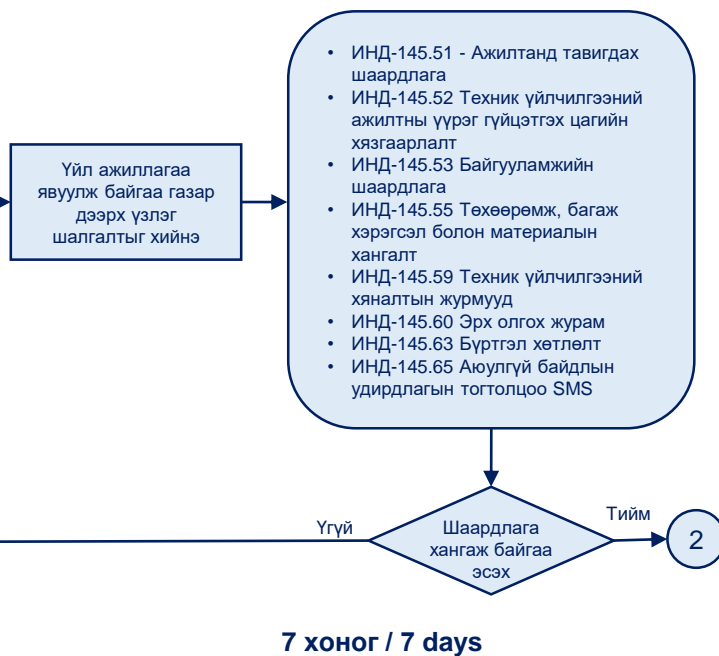 Үйл ажиллагаа
явуулж байгаа газар
дээрх үзлэг
шалгалтыг хийнэ
• ИНД-145.51 - Ажилтанд тавигдах
шаардлага
• ИНД-145.52 Техник үйлчилгээний
ажилтны үүрэг гүйцэтгэх цагийн
хязгаарлалт
• ИНД-145.53 Байгууламжийн
шаардлага
• ИНД-145.55 Төхөөрөмж, багаж
хэрэгсэл болон материалын
хангалт
• ИНД-145.59 Техник үйлчилгээний
хяналтын журмууд
• ИНД-145.60 Эрх олгох журам
• ИНД-145.63 Бүртгэл хөтлөлт
• ИНД-145.65 Аюулгүй байдлын
удирдлагын тогтолцоо SMS
Үгүй
Шаардлага
хангаж байгаа
эсэх
Тийм
2
7 хоног / 7 days